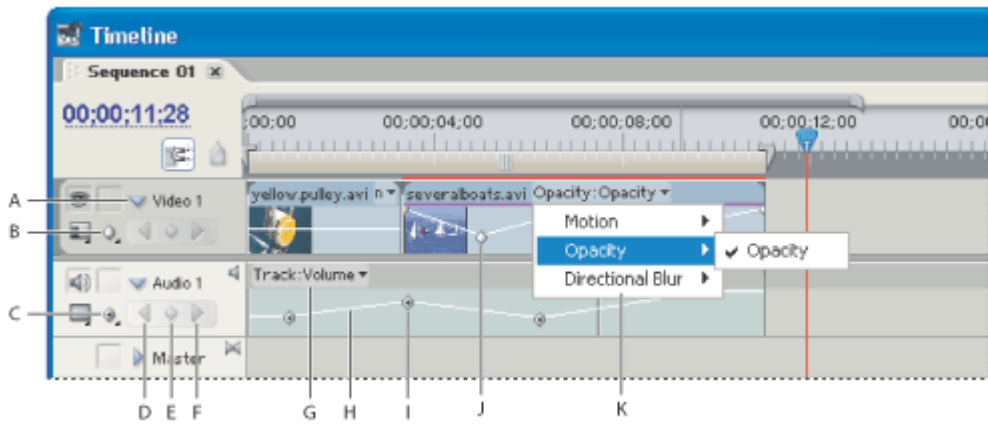 Timeline
Sequence 01
00;00;11;28
;00;00 00;00;04;00 00;00;08;00 00;00;12;00 00;0
A Video 1 yellow.pulley.avi n severalboats.avi Opacity:Opacity
B
Motion
Opacity Opacity
Directional Blur
Audio 1 Track:Volume
C
Master
D E F G H I J K